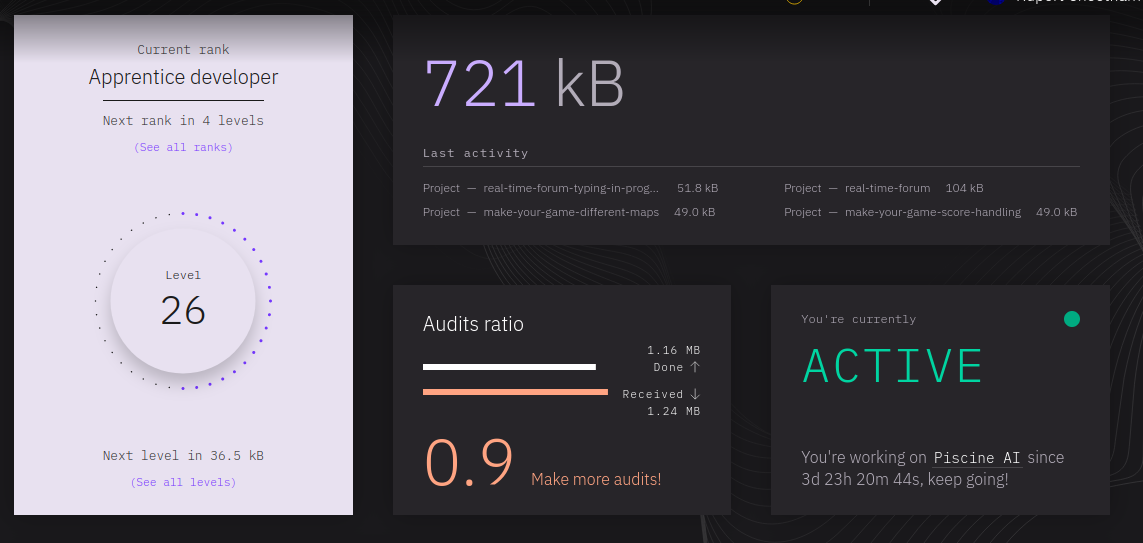 Current rank
Apprentice developer
Next rank in 4 levels
(See all ranks)
Level
26
Next level in 36.5 kB
(See all levels)
721 kB
Last activity
Project — real-time-forum-typing-in-prog... 51.8 kB
Project — real-time-forum 104 kB
Project — make-your-game-different-maps 49.0 kB
Project — make-your-game-score-handling 49.0 kB
Audits ratio
1.16 MB
Done ↑
Received ↓
1.24 MB
0.9 Make more audits!
You're currently
ACTIVE
You're working on Piscine AI since
3d 23h 20m 44s, keep going!